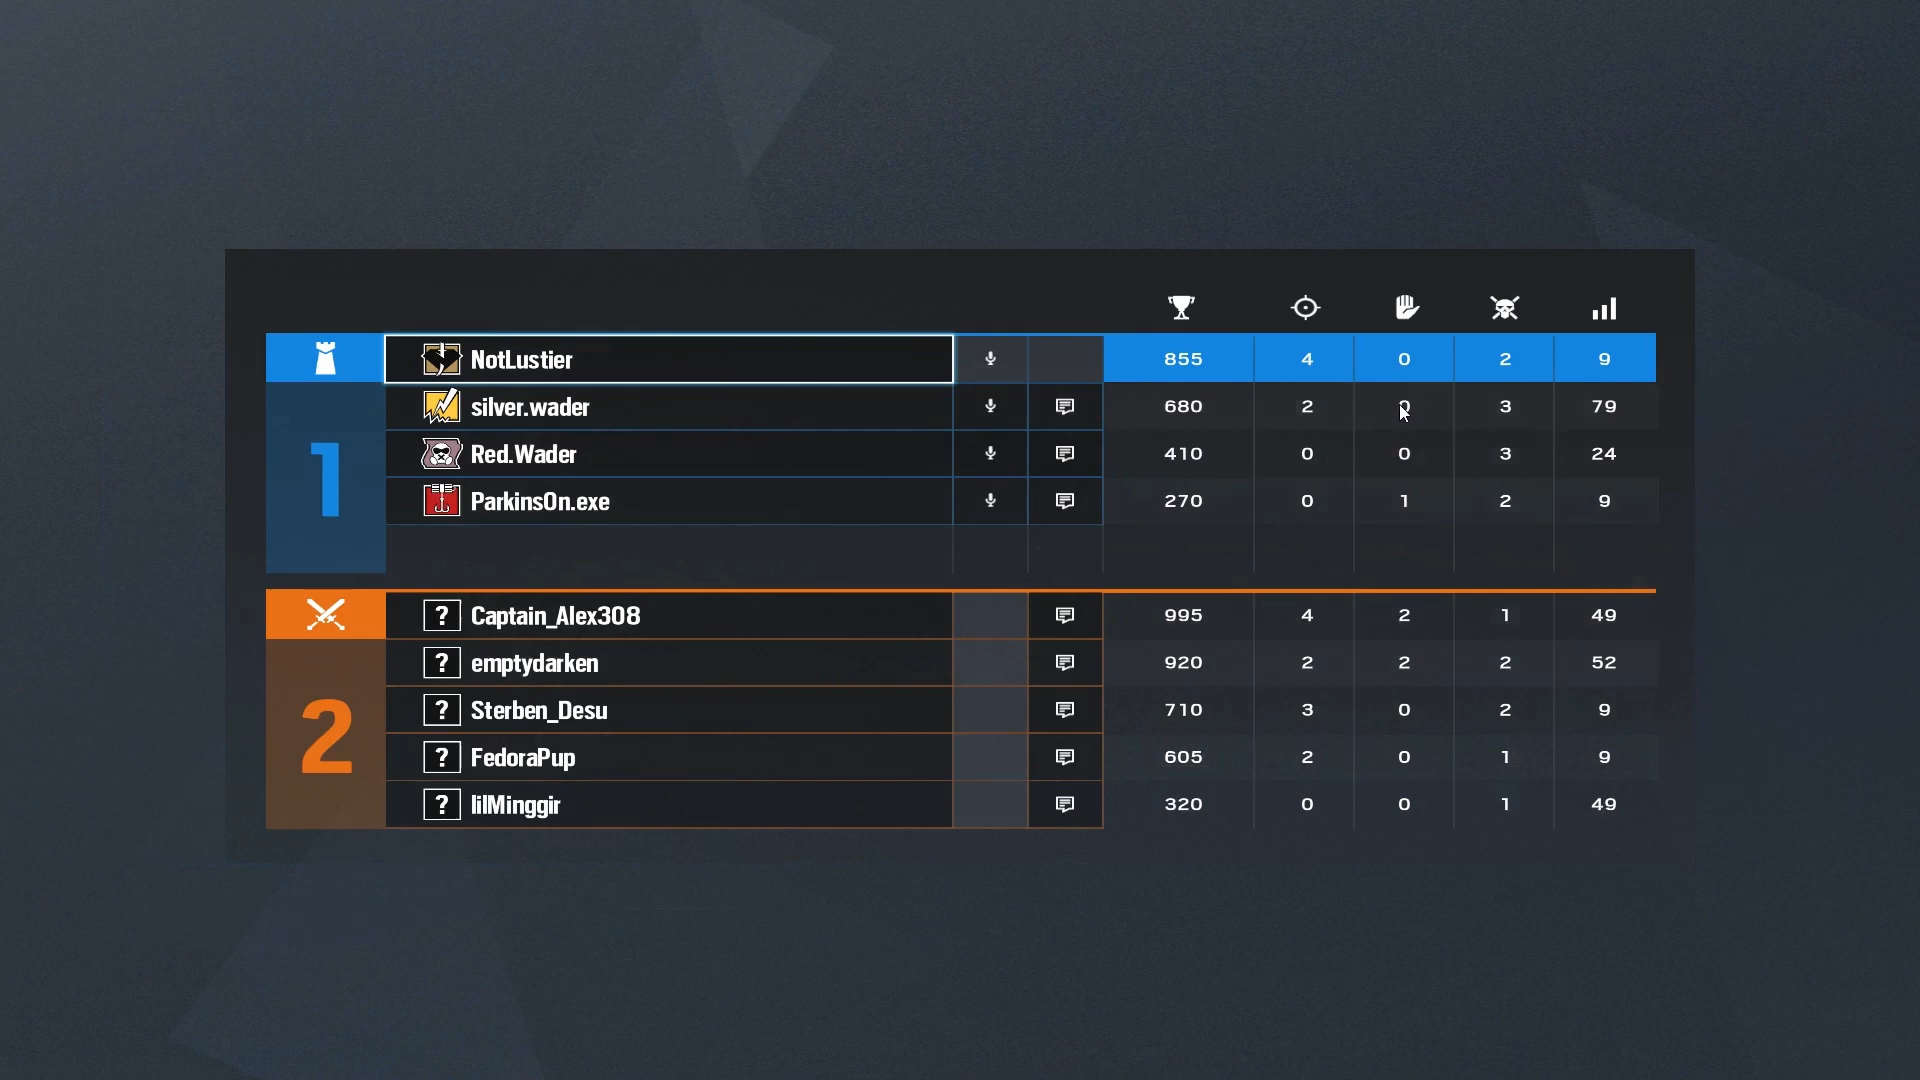 NotLustier 855 4 0 2 9
1
silver.wader 680 2 0 3 79
Red.Wader 410 0 0 3 24
ParkinsOn.exe 270 0 1 2 9
2
? Captain_Alex308 995 4 2 1 49
? emptydarken 920 2 2 2 52
? Sterben_Desu 710 3 0 2 9
? FedoraPup 605 2 0 1 9
? lilMinggir 320 0 0 1 49